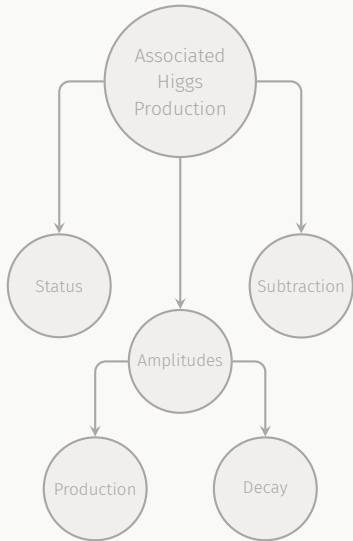 Associated
Higgs
Production
Status
Subtraction
Amplitudes
Production
Decay